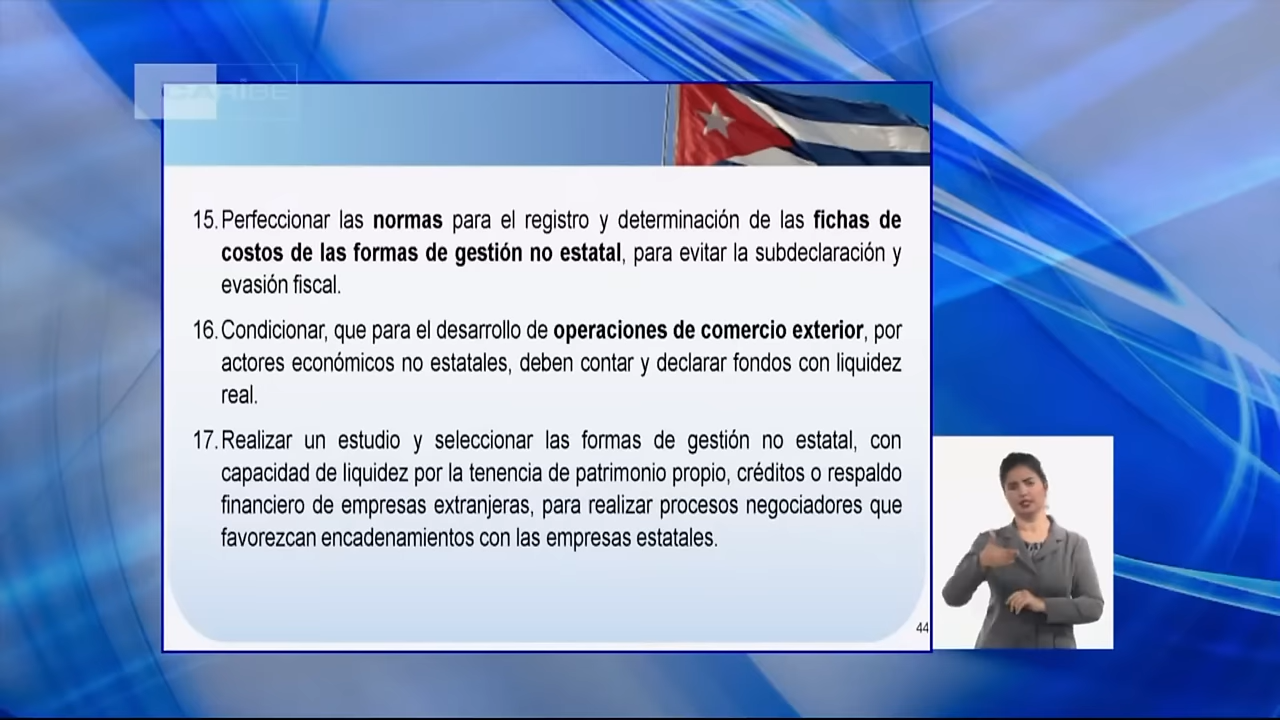 CARIBE
15. Perfeccionar las normas para el registro y determinación de las fichas de
costos de las formas de gestión no estatal, para evitar la subdeclaración y
evasión fiscal.
16. Condicionar, que para el desarrollo de operaciones de comercio exterior, por
actores económicos no estatales, deben contar y declarar fondos con liquidez
real.
17. Realizar un estudio y seleccionar las formas de gestión no estatal, con
capacidad de liquidez por la tenencia de patrimonio propio, créditos o respaldo
financiero de empresas extranjeras, para realizar procesos negociadores que
favorezcan encadenamientos con las empresas estatales.
44